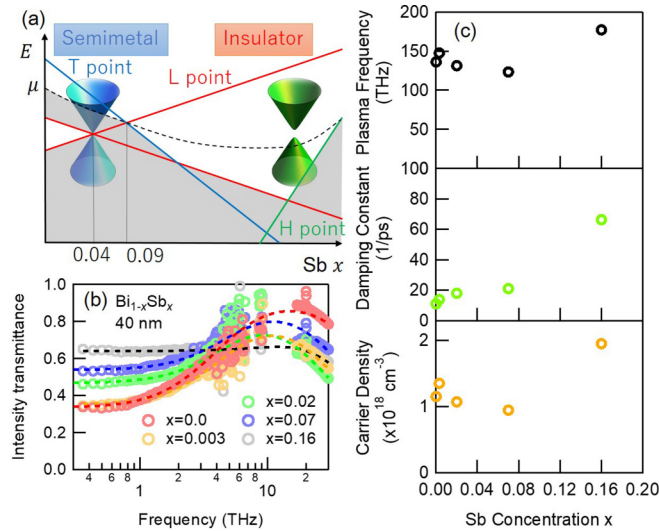 (a)
Semimetal
Insulator
E
T point
L point
μ
H point
0.04
0.09
Sb x
(b)
Bi1-xSbx
40 nm
1.0
0.8
0.6
0.4
0.2
0.0
Intensity transmittance
x=0.0
x=0.003
x=0.02
x=0.07
x=0.16
4 6 8 2 4 6 8 2
1 10
Frequency (THz)
(c)
200
150
100
50
0
Plasma Frequency
(THz)
100
80
60
40
20
0
Damping Constant
(1/ps)
2
1
0
Carrier Density
(x10^18 cm^-3)
0.00 0.04 0.08 0.12 0.16 0.20
Sb Concentration x